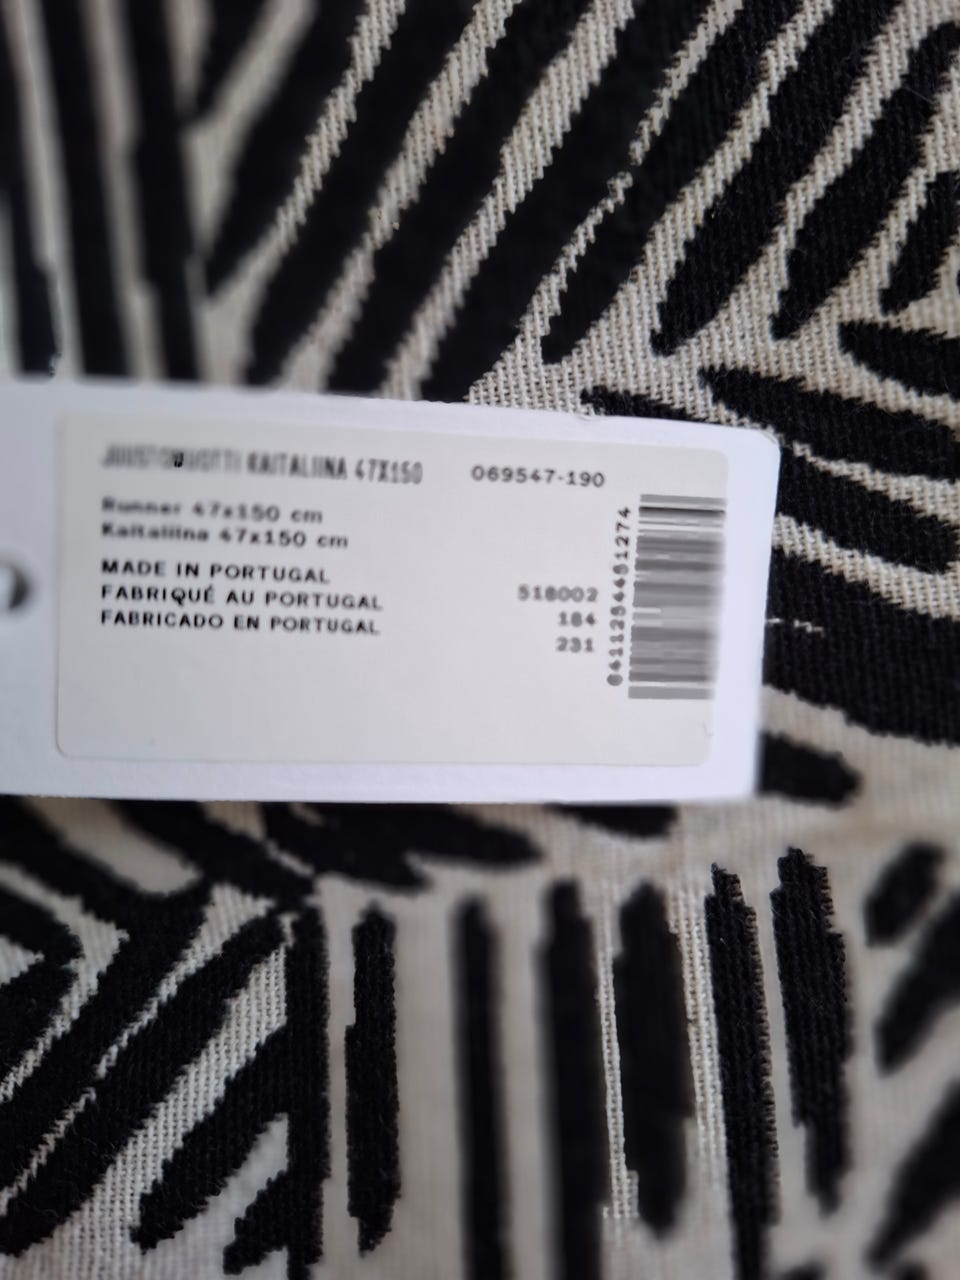 JUUSTOMUOTTI KAITALIINA 47X150
069547-190
Runner 47x150 cm
Kaitaliina 47x150 cm
MADE IN PORTUGAL
FABRIQUÉ AU PORTUGAL
FABRICADO EN PORTUGAL
518002
184
231